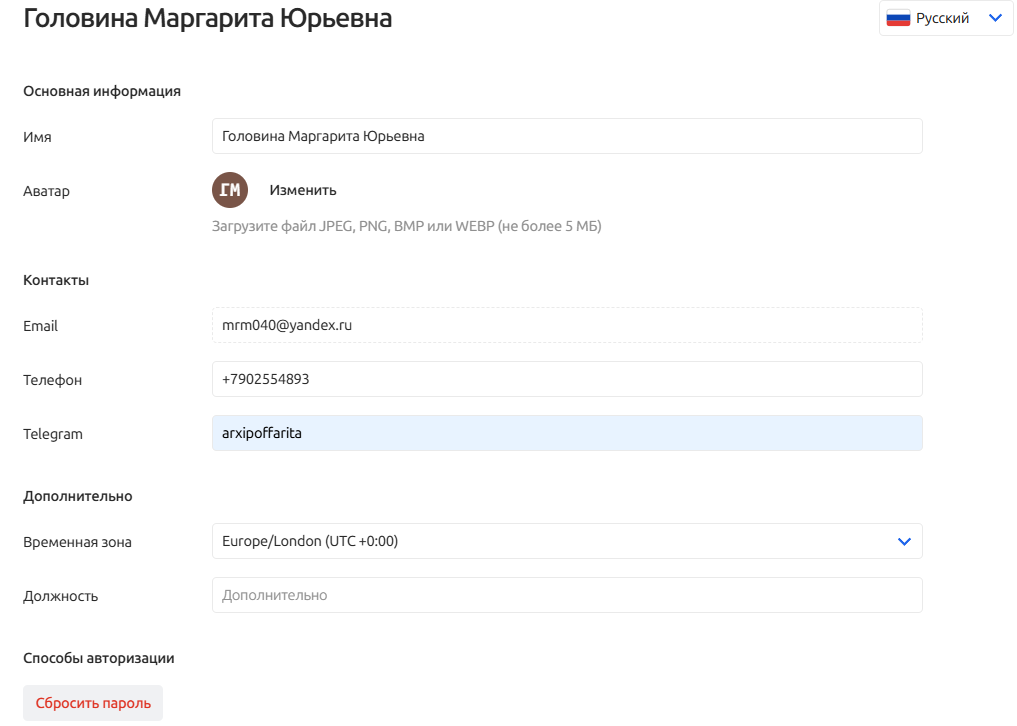 Головина Маргарита Юрьевна
Русский
Основная информация
Имя
Головина Маргарита Юрьевна
Аватар
ГМ
Изменить
Загрузите файл JPEG, PNG, BMP или WEBP (не более 5 МБ)
Контакты
Email
mrm040@yandex.ru
Телефон
+7902554893
Telegram
arxipoffarita
Дополнительно
Временная зона
Europe/London (UTC +0:00)
Должность
Дополнительно
Способы авторизации
Сбросить пароль